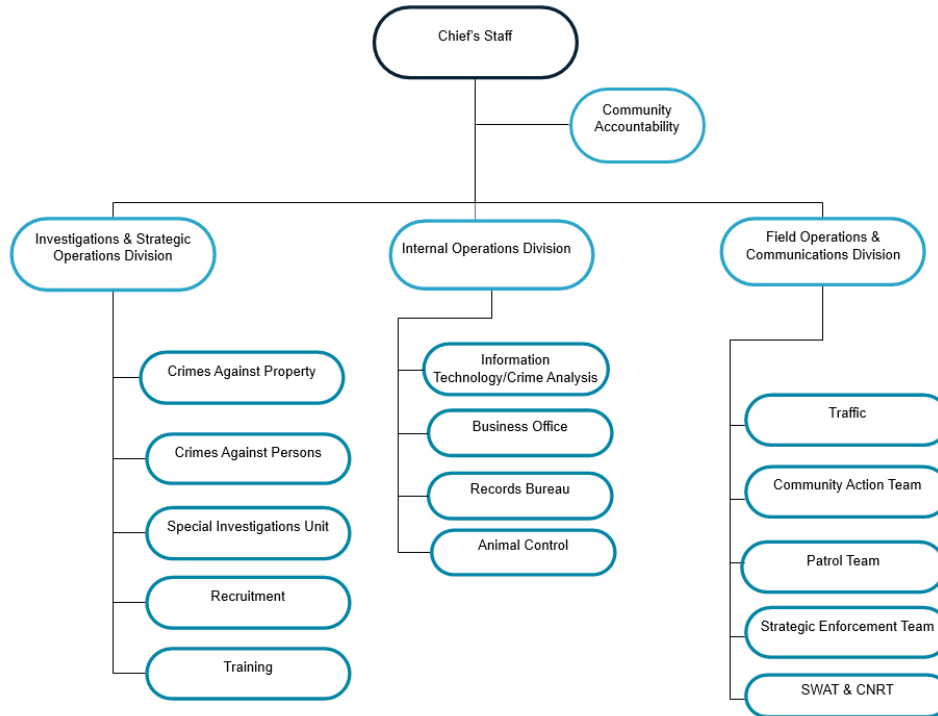 Chief's Staff
Community
Accountability
Investigations & Strategic
Operations Division
Internal Operations Division
Field Operations &
Communications Division
Crimes Against Property
Crimes Against Persons
Special Investigations Unit
Recruitment
Training
Information
Technology/Crime Analysis
Business Office
Records Bureau
Animal Control
Traffic
Community Action Team
Patrol Team
Strategic Enforcement Team
SWAT & CNRT